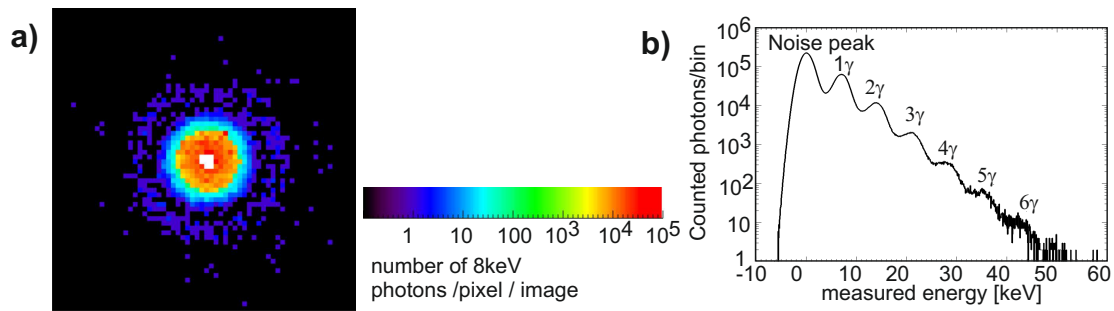 a)
1 10 100 10³ 10⁴ 10⁵
number of 8keV
photons /pixel / image
b)
Counted photons/bin
10⁶
10⁵
10⁴
10³
10²
10
1
Noise peak
1γ
2γ
3γ
4γ
5γ
6γ
-10 0 10 20 30 40 50 60
measured energy [keV]